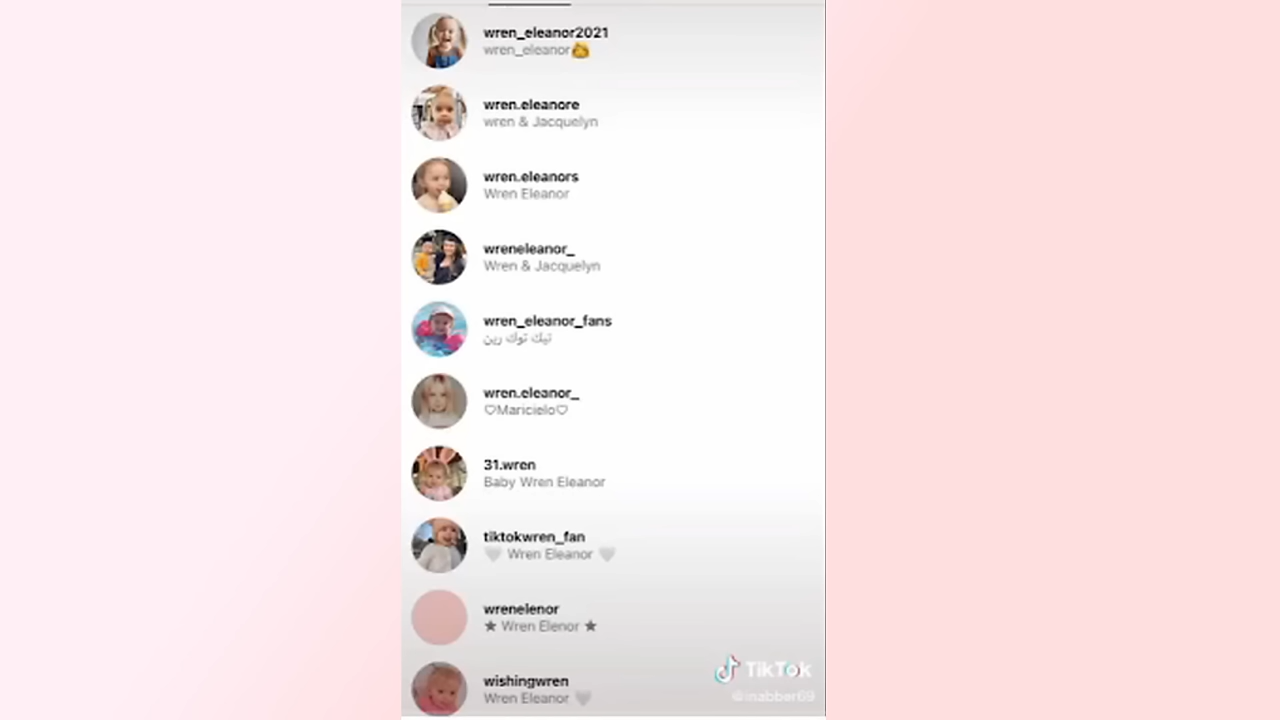 wren_eleanor2021
wren_eleanor🙆
wren.eleanore
wren & Jacquelyn
wren.eleanors
Wren Eleanor
wreneleanor_
Wren & Jacquelyn
wren_eleanor_fans
تيك توك رين
wren.eleanor_
♡Maricielo♡
31.wren
Baby Wren Eleanor
tiktokwren_fan
🤍 Wren Eleanor 🤍
wrenelenor
★ Wren Elenor ★
wishingwren
Wren Eleanor 🤍
TikTok